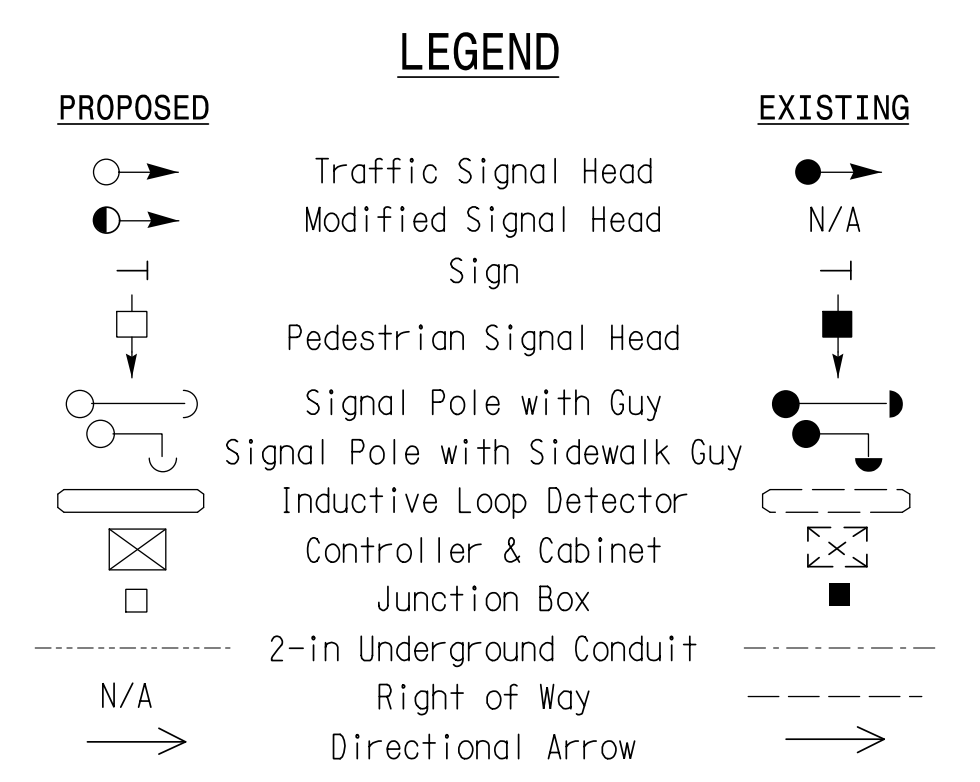 LEGEND
PROPOSED EXISTING
Traffic Signal Head
Modified Signal Head N/A
Sign
Pedestrian Signal Head
Signal Pole with Guy
Signal Pole with Sidewalk Guy
Inductive Loop Detector
Controller & Cabinet
Junction Box
2-in Underground Conduit
N/A Right of Way
Directional Arrow